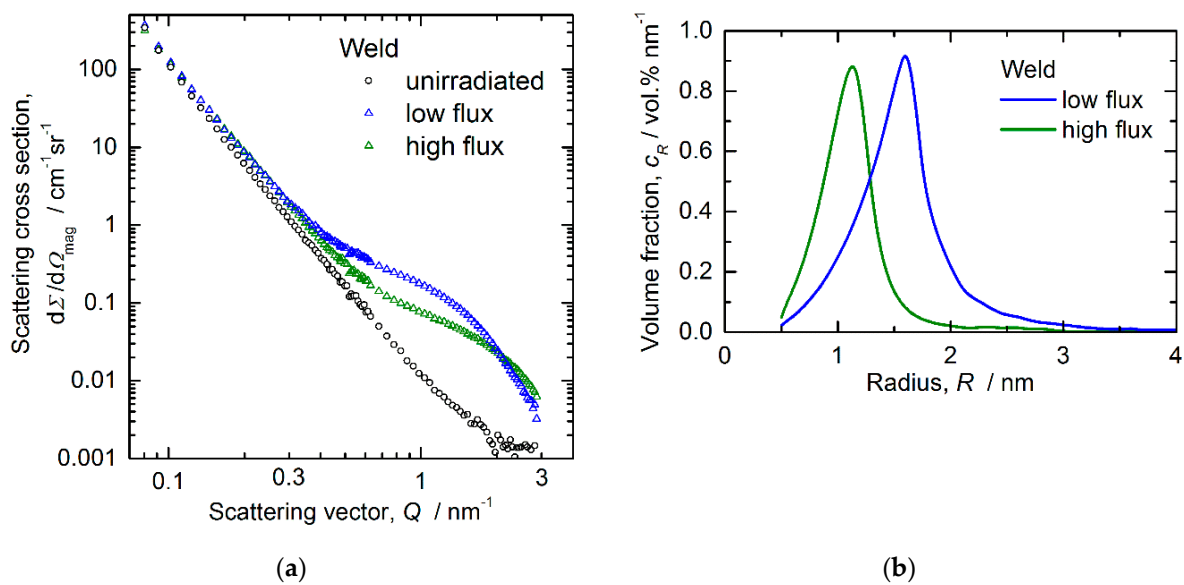 Scattering cross section,
dΣ/dΩmag / cm⁻¹sr⁻¹
100
10
1
0.1
0.01
0.001
Weld
unirradiated
low flux
high flux
0.1
0.3
1
3
Scattering vector, Q / nm⁻¹
(a)
Volume fraction, cR / vol.% nm⁻¹
1.0
0.8
0.6
0.4
0.2
0.0
Weld
low flux
high flux
0
1
2
3
4
Radius, R / nm
(b)